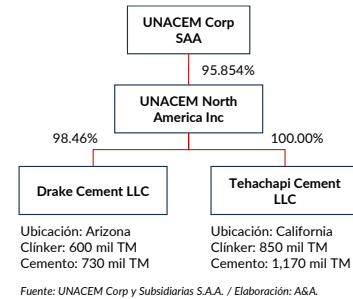 UNACEM Corp
SAA
95.854%
UNACEM North
America Inc
98.46%
100.00%
Drake Cement LLC
Tehachapi Cement
LLC
Ubicación: Arizona
Clínker: 600 mil TM
Cemento: 730 mil TM
Ubicación: California
Clínker: 850 mil TM
Cemento: 1,170 mil TM
Fuente: UNACEM Corp y Subsidiarias S.A.A. / Elaboración: A&A.